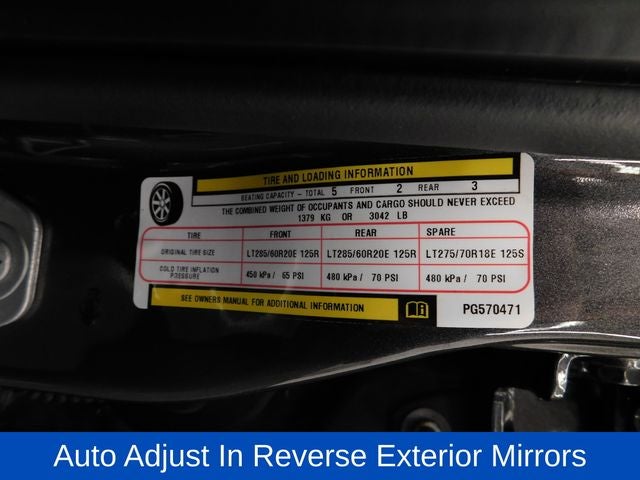 TIRE AND LOADING INFORMATION
SEATING CAPACITY - TOTAL 5 FRONT 2 REAR 3
THE COMBINED WEIGHT OF OCCUPANTS AND CARGO SHOULD NEVER EXCEED
1379 KG OR 3042 LB
TIRE FRONT REAR SPARE
ORIGINAL TIRE SIZE LT285/60R20E 125R LT285/60R20E 125R LT275/70R18E 125S
COLD TIRE INFLATION PRESSURE 450 kPa / 65 PSI 480 kPa / 70 PSI 480 kPa / 70 PSI
SEE OWNERS MANUAL FOR ADDITIONAL INFORMATION
PG570471
Auto Adjust In Reverse Exterior Mirrors